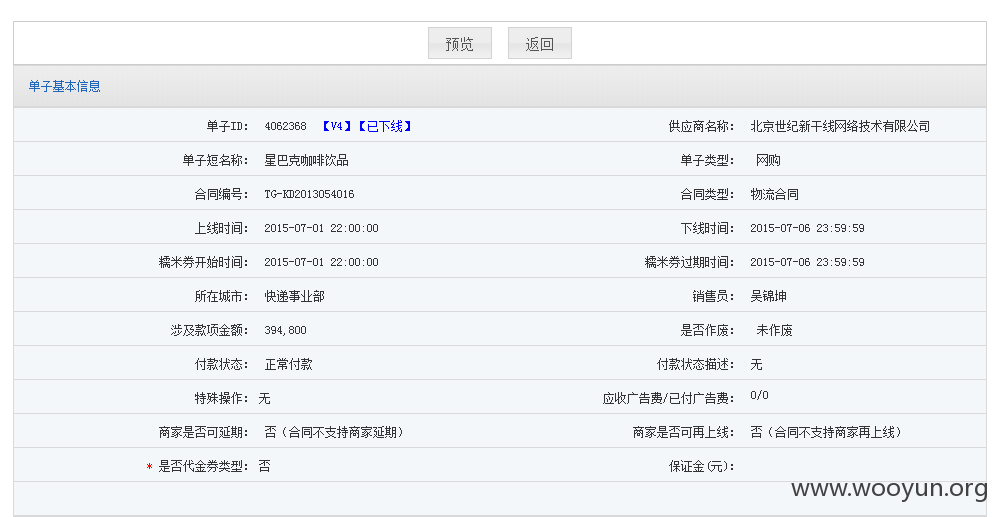 预览 返回
单子基本信息
单子ID： 4062368 【V4】【已下线】 供应商名称： 北京世纪新干线网络技术有限公司
单子短名称： 星巴克咖啡饮品 单子类型： 网购
合同编号： TG-KD2013054016 合同类型： 物流合同
上线时间： 2015-07-01 22:00:00 下线时间： 2015-07-06 23:59:59
糯米券开始时间： 2015-07-01 22:00:00 糯米券过期时间： 2015-07-06 23:59:59
所在城市： 快递事业部 销售员： 吴锦坤
涉及款项金额： 394,800 是否作废： 未作废
付款状态： 正常付款 付款状态描述： 无
特殊操作： 无 应收广告费/已付广告费： 0/0
商家是否可延期： 否（合同不支持商家延期） 商家是否可再上线： 否（合同不支持商家再上线）
* 是否代金券类型： 否 保证金(元)：
www.wooyun.org